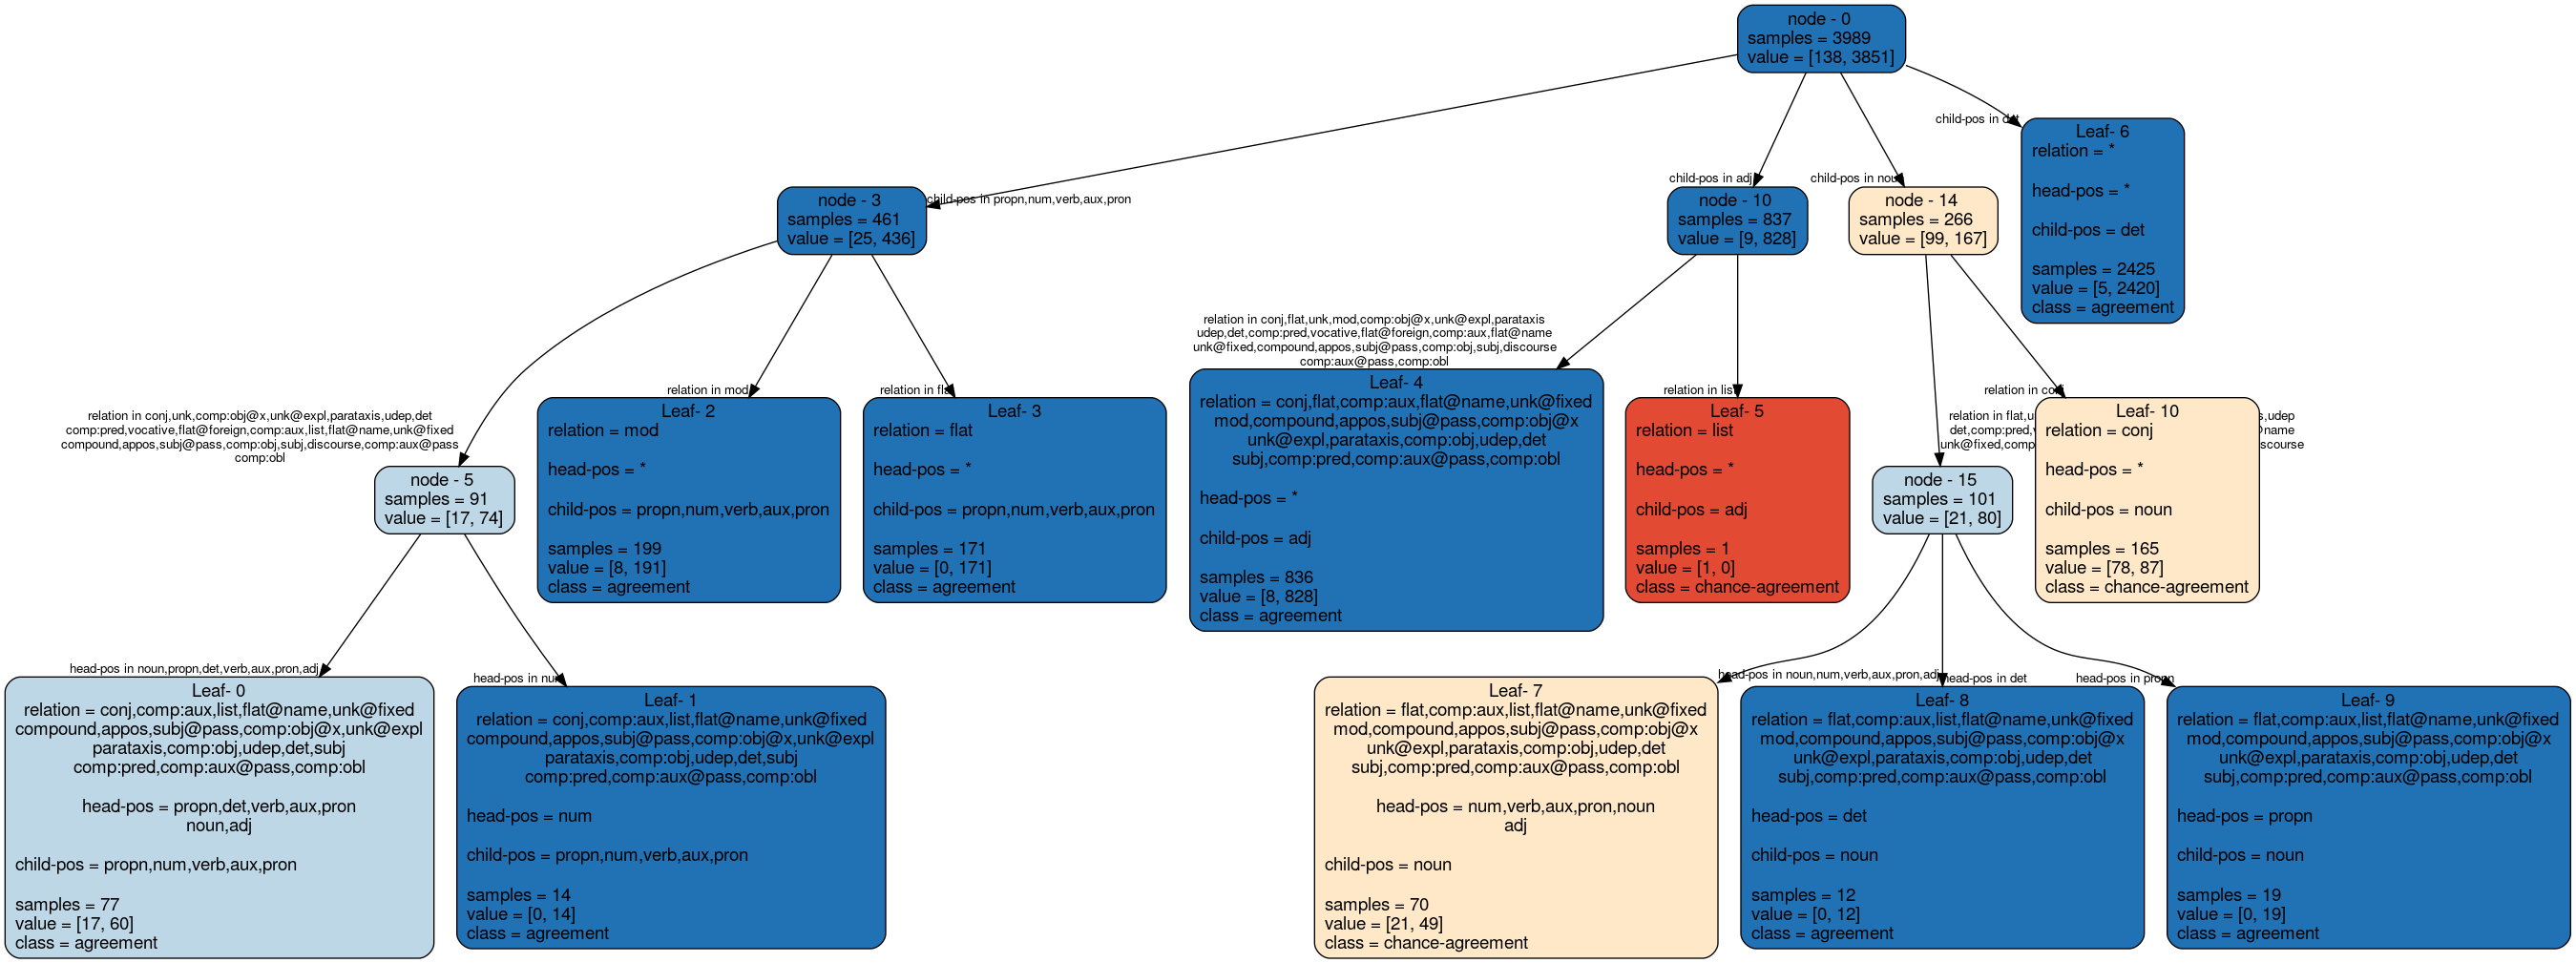 node - 0
samples = 3989
value = [138, 3851]
child-pos in det
Leaf- 6
relation = *
head-pos = *
child-pos = det
samples = 2425
value = [5, 2420]
class = agreement
child-pos in propn,num,verb,aux,pron
node - 3
samples = 461
value = [25, 436]
child-pos in adj
node - 10
samples = 837
value = [9, 828]
child-pos in noun
node - 14
samples = 266
value = [99, 167]
relation in conj,unk,comp:obj@x,unk@expl,parataxis,udep,det
comp:pred,vocative,flat@foreign,comp:aux,list,flat@name,unk@fixed
compound,appos,subj@pass,comp:obj,subj,discourse,comp:aux@pass
comp:obl
node - 5
samples = 91
value = [17, 74]
relation in mod
Leaf- 2
relation = mod
head-pos = *
child-pos = propn,num,verb,aux,pron
samples = 199
value = [8, 191]
class = agreement
relation in flat
Leaf- 3
relation = flat
head-pos = *
child-pos = propn,num,verb,aux,pron
samples = 171
value = [0, 171]
class = agreement
relation in conj,flat,unk,mod,comp:obj@x,unk@expl,parataxis
udep,det,comp:pred,vocative,flat@foreign,comp:aux,flat@name
unk@fixed,compound,appos,subj@pass,comp:obj,subj,discourse
comp:aux@pass,comp:obl
Leaf- 4
relation = conj,flat,comp:aux,flat@name,unk@fixed
mod,compound,appos,subj@pass,comp:obj@x
unk@expl,parataxis,comp:obj,udep,det
subj,comp:pred,comp:aux@pass,comp:obl
head-pos = *
child-pos = adj
samples = 836
value = [8, 828]
class = agreement
relation in list
Leaf- 5
relation = list
head-pos = *
child-pos = adj
samples = 1
value = [1, 0]
class = chance-agreement
relation in flat, udep
det,comp:pred
node - 15
samples = 101
value = [21, 80]
relation in conj
Leaf- 10
relation = conj
head-pos = *
child-pos = noun
samples = 165
value = [78, 87]
class = chance-agreement
head-pos in noun,propn,det,verb,aux,pron,adj
Leaf- 0
relation = conj,comp:aux,list,flat@name,unk@fixed
compound,appos,subj@pass,comp:obj@x,unk@expl
parataxis,comp:obj,udep,det,subj
comp:pred,comp:aux@pass,comp:obl
head-pos = propn,det,verb,aux,pron
noun,adj
child-pos = propn,num,verb,aux,pron
samples = 77
value = [17, 60]
class = agreement
head-pos in num
Leaf- 1
relation = conj,comp:aux,list,flat@name,unk@fixed
compound,appos,subj@pass,comp:obj@x,unk@expl
parataxis,comp:obj,udep,det,subj
comp:pred,comp:aux@pass,comp:obl
head-pos = num
child-pos = propn,num,verb,aux,pron
samples = 14
value = [0, 14]
class = agreement
head-pos in noun,num,verb,aux,pron,adj
Leaf- 7
relation = flat,comp:aux,list,flat@name,unk@fixed
mod,compound,appos,subj@pass,comp:obj@x
unk@expl,parataxis,comp:obj,udep,det
subj,comp:pred,comp:aux@pass,comp:obl
head-pos = num,verb,aux,pron,noun
adj
child-pos = noun
samples = 70
value = [21, 49]
class = chance-agreement
head-pos in det
Leaf- 8
relation = flat,comp:aux,list,flat@name,unk@fixed
mod,compound,appos,subj@pass,comp:obj@x
unk@expl,parataxis,comp:obj,udep,det
subj,comp:pred,comp:aux@pass,comp:obl
head-pos = det
child-pos = noun
samples = 12
value = [0, 12]
class = agreement
head-pos in propn
Leaf- 9
relation = flat,comp:aux,list,flat@name,unk@fixed
mod,compound,appos,subj@pass,comp:obj@x
unk@expl,parataxis,comp:obj,udep,det
subj,comp:pred,comp:aux@pass,comp:obl
head-pos = propn
child-pos = noun
samples = 19
value = [0, 19]
class = agreement